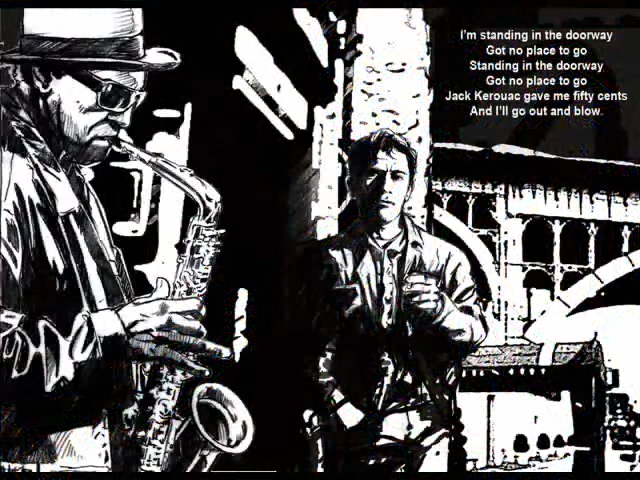 I'm standing in the doorway
Got no place to go
Standing in the doorway
Got no place to go
Jack Kerouac gave me fifty cents
And I'll go out and blow.